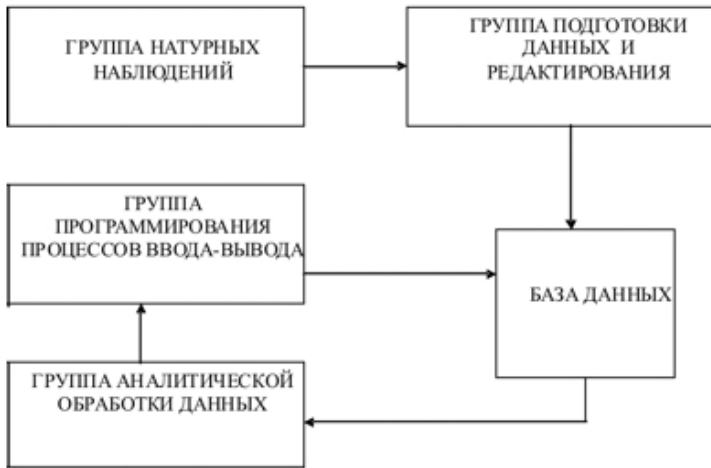 ГРУППА НАТУРНЫХ
НАБЛЮДЕНИЙ
ГРУППА ПОДГОТОВКИ
ДАННЫХ И
РЕДАКТИРОВАНИЯ
ГРУППА
ПРОГРАММИРОВАНИЯ
ПРОЦЕССОВ ВВОДА-ВЫВОДА
БАЗА ДАННЫХ
ГРУППА АНАЛИТИЧЕСКОЙ
ОБРАБОТКИ ДАННЫХ